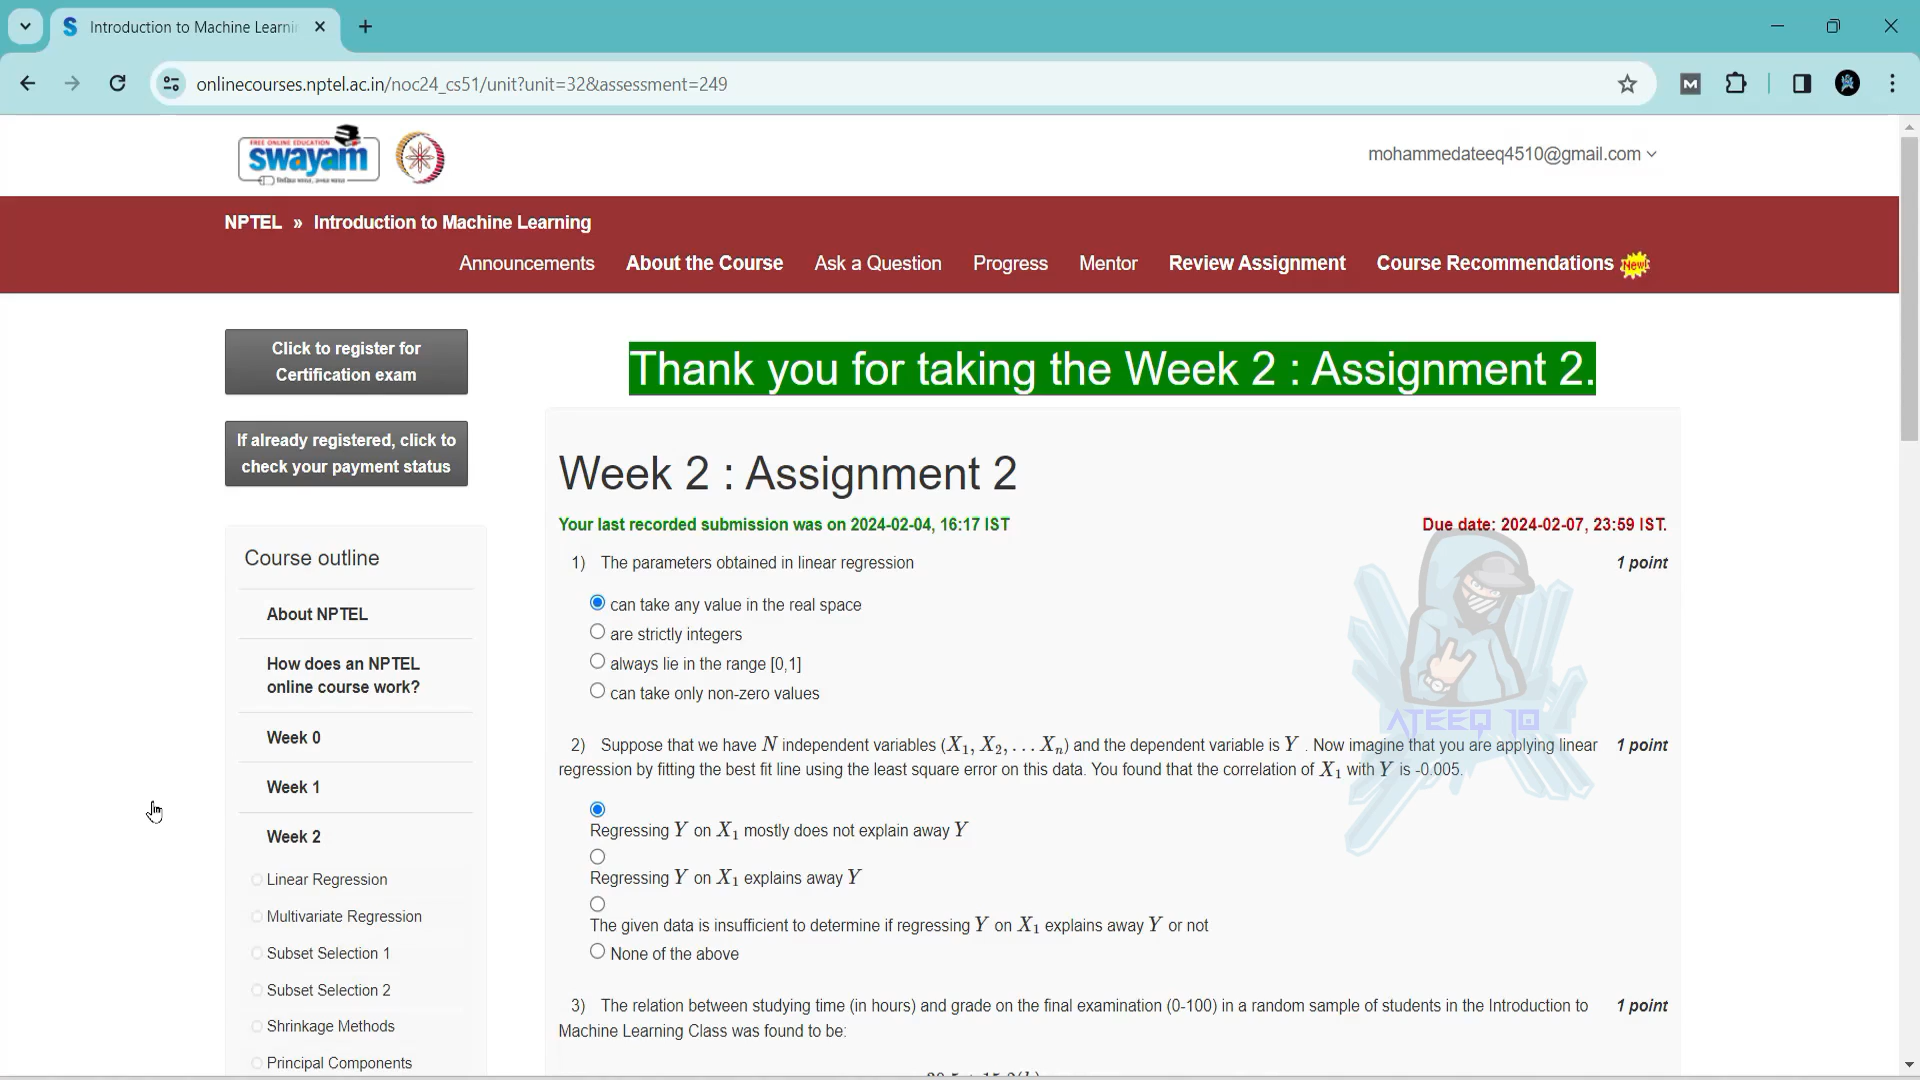 Introduction to Machine Learni
onlinecourses.nptel.ac.in/noc24_cs51/unit?unit=32&assessment=249
M
FREE ONLINE EDUCATION
swayam
mohammedateeq4510@gmail.com
NPTEL » Introduction to Machine Learning
Announcements About the Course Ask a Question Progress Mentor Review Assignment Course Recommendations New!
Click to register for
Certification exam
If already registered, click to
check your payment status
Course outline
About NPTEL
How does an NPTEL
online course work?
Week 0
Week 1
Week 2
Linear Regression
Multivariate Regression
Subset Selection 1
Subset Selection 2
Shrinkage Methods
Principal Components
Thank you for taking the Week 2 : Assignment 2.
Week 2 : Assignment 2
Your last recorded submission was on 2024-02-04, 16:17 IST Due date: 2024-02-07, 23:59 IST.
1) The parameters obtained in linear regression 1 point
can take any value in the real space
are strictly integers
always lie in the range [0,1]
can take only non-zero values
ATEEQ 10
2) Suppose that we have N independent variables (X₁, X₂, . . . Xₙ) and the dependent variable is Y . Now imagine that you are applying linear 1 point
regression by fitting the best fit line using the least square error on this data. You found that the correlation of X₁ with Y is -0.005.
Regressing Y on X₁ mostly does not explain away Y
Regressing Y on X₁ explains away Y
The given data is insufficient to determine if regressing Y on X₁ explains away Y or not
None of the above
3) The relation between studying time (in hours) and grade on the final examination (0-100) in a random sample of students in the Introduction to 1 point
Machine Learning Class was found to be: